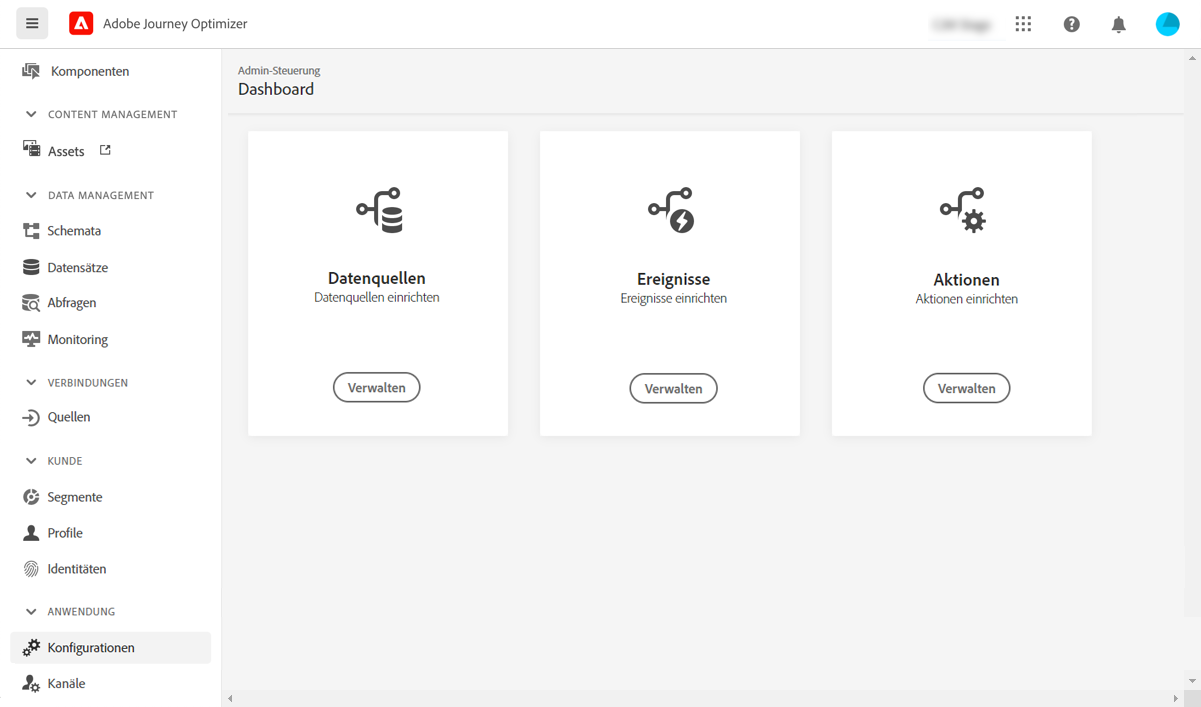 Adobe Journey Optimizer
Komponenten
CONTENT MANAGEMENT
Assets
DATA MANAGEMENT
Schemata
Datensätze
Abfragen
Monitoring
VERBINDUNGEN
Quellen
KUNDE
Segmente
Profile
Identitäten
ANWENDUNG
Konfigurationen
Kanäle
Admin-Steuerung
Dashboard
Datenquellen
Datenquellen einrichten
Verwalten
Ereignisse
Ereignisse einrichten
Verwalten
Aktionen
Aktionen einrichten
Verwalten